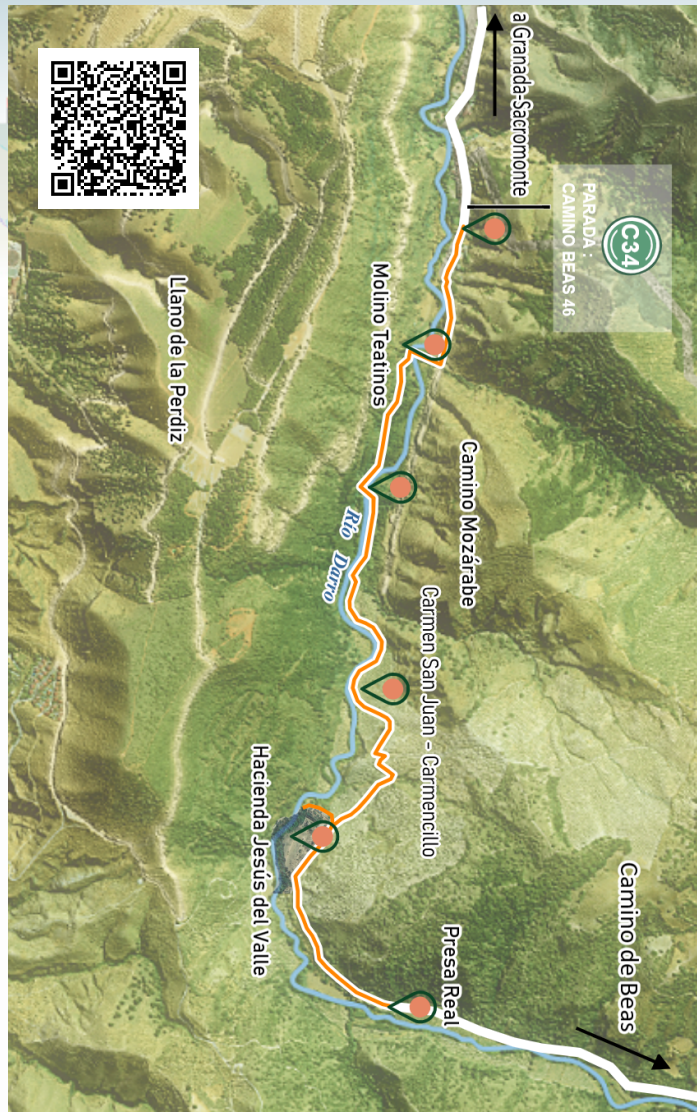 a Granada-Sacromonte
C34
PARADA :
CAMINO BEAS 46
Molino Teatinos
Llano de la Perdiz
Camino Mozárabe
Río Darro
Carmen San Juan - Carmencillo
Hacienda Jesús del Valle
Presa Real
Camino de Beas